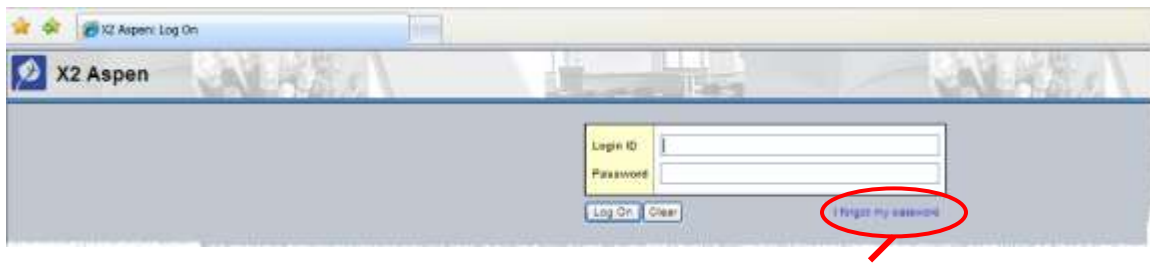 X2 Aspen: Log On
X2 Aspen
Login ID
Password
Log On Clear
I forgot my password